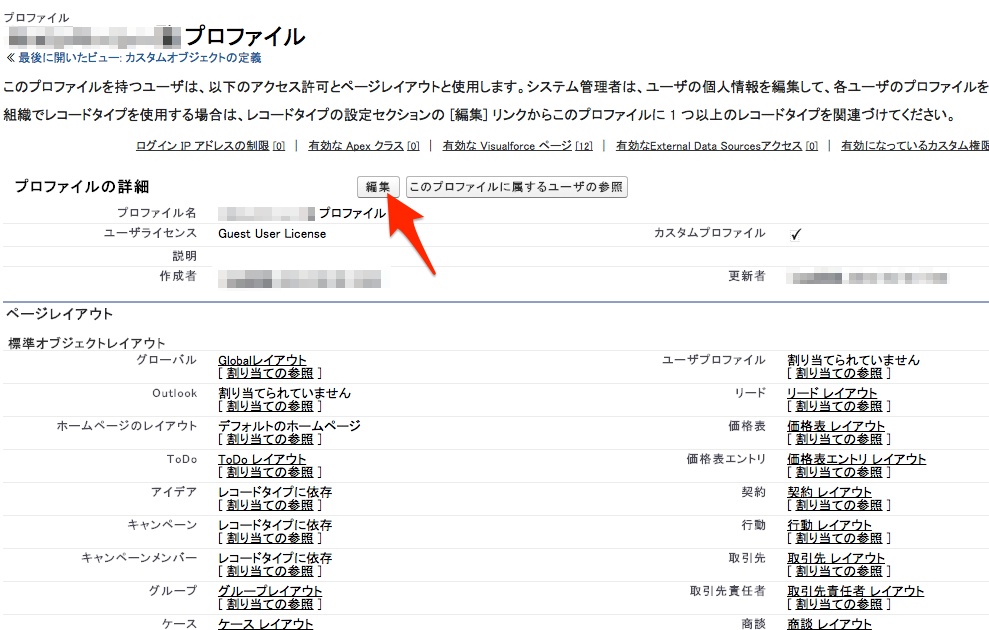 プロファイル
プロファイル
≪ 最後に開いたビュー: カスタムオブジェクトの定義
このプロファイルを持つユーザは、以下のアクセス許可とページレイアウトと使用します。システム管理者は、ユーザの個人情報を編集して、各ユーザのプロファイルを
組織でレコードタイプを使用する場合は、レコードタイプの設定セクションの [編集] リンクからこのプロファイルに 1 つ以上のレコードタイプを関連づけてください。
ログイン IP アドレスの制限 [0] | 有効な Apex クラス [0] | 有効な Visualforce ページ [12] | 有効なExternal Data Sourcesアクセス [0] | 有効になっているカスタム権限
プロファイルの詳細 編集 このプロファイルに属するユーザの参照
プロファイル名 プロファイル
ユーザライセンス Guest User License カスタムプロファイル ✓
説明
作成者 更新者
ページレイアウト
標準オブジェクトレイアウト
グローバル Globalレイアウト ユーザプロファイル 割り当てられていません
[ 割り当ての参照 ] [ 割り当ての参照 ]
Outlook 割り当てられていません リード リード レイアウト
[ 割り当ての参照 ] [ 割り当ての参照 ]
ホームページのレイアウト デフォルトのホームページ 価格表 価格表 レイアウト
[ 割り当ての参照 ] [ 割り当ての参照 ]
ToDo ToDo レイアウト 価格表エントリ 価格表エントリ レイアウト
[ 割り当ての参照 ] [ 割り当ての参照 ]
アイデア レコードタイプに依存 契約 契約 レイアウト
[ 割り当ての参照 ] [ 割り当ての参照 ]
キャンペーン レコードタイプに依存 行動 行動 レイアウト
[ 割り当ての参照 ] [ 割り当ての参照 ]
キャンペーンメンバー レコードタイプに依存 取引先 取引先 レイアウト
[ 割り当ての参照 ] [ 割り当ての参照 ]
グループ グループレイアウト 取引先責任者 取引先責任者 レイアウト
[ 割り当ての参照 ] [ 割り当ての参照 ]
ケース ケース レイアウト 商談 商談 レイアウト